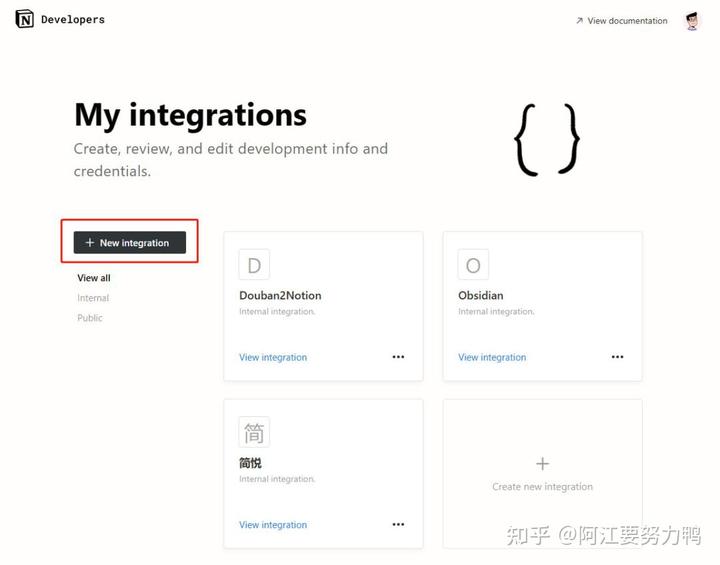 Developers
View documentation
My integrations
Create, review, and edit development info and
credentials.
{ }
+ New integration
View all
Internal
Public
D
Douban2Notion
Internal integration.
View integration
O
Obsidian
Internal integration.
View integration
简
简悦
Internal integration.
View integration
Create new integration
知乎 @阿江要努力鸭